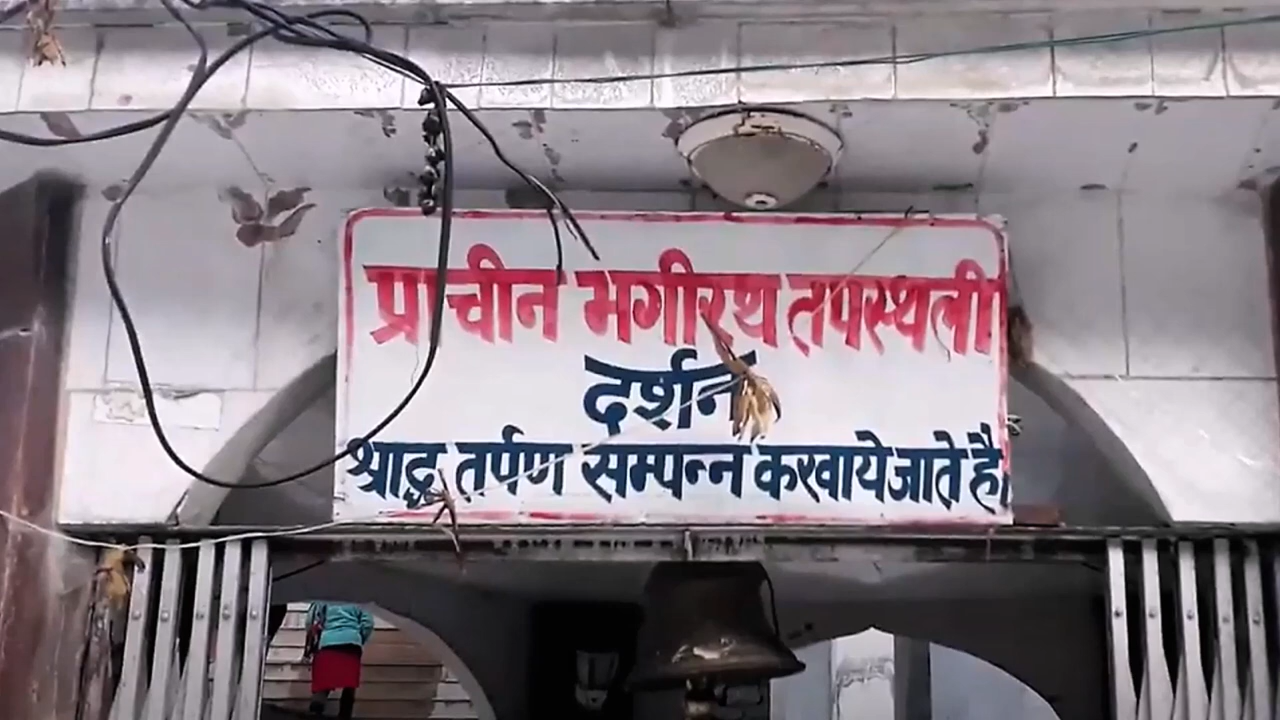 प्राचीन भगीरथ तपस्थली
दर्शन
श्राद्ध तर्पण सम्पन्न करवाये जाते है।